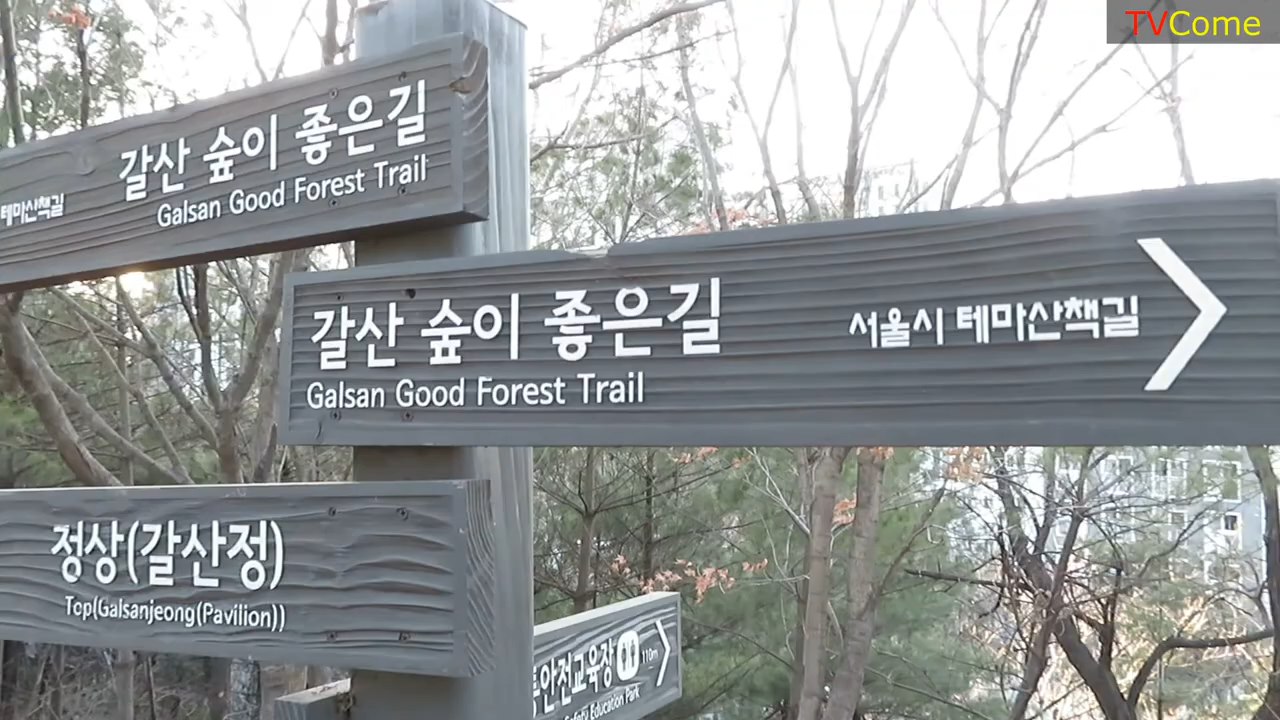 TVCome
갈산 숲이 좋은길
테마산책길
Galsan Good Forest Trail
갈산 숲이 좋은길
서울시 테마산책길
Galsan Good Forest Trail
정상(갈산정)
Top(Galsanjeong(Pavilion))
안전교육장
110m
Safety Education Park